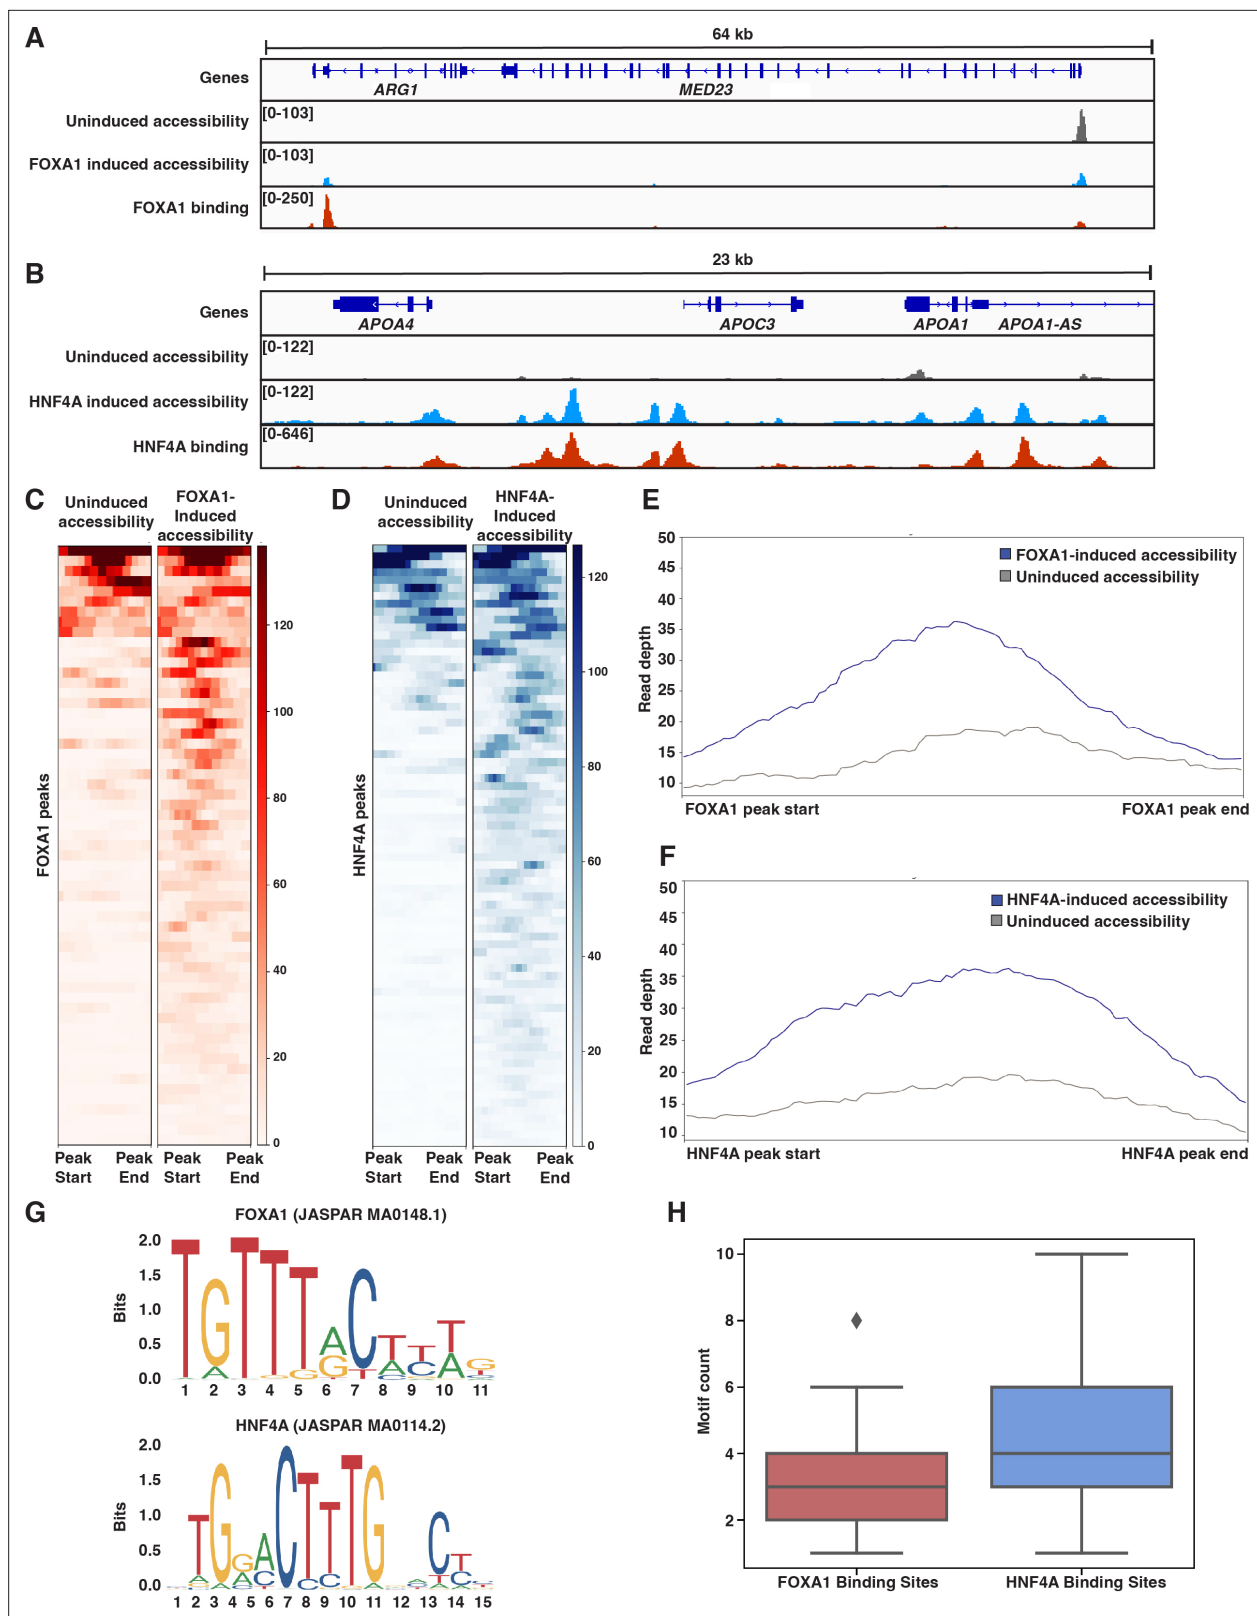 A
64 kb
Genes
ARG1
MED23
Uninduced accessibility
[0-103]
FOXA1 induced accessibility
[0-103]
FOXA1 binding
[0-250]
B
23 kb
Genes
APOA4
APOC3
APOA1
APOA1-AS
Uninduced accessibility
[0-122]
HNF4A induced accessibility
[0-122]
HNF4A binding
[0-646]
C
Uninduced
accessibility
FOXA1-
Induced
accessibility
FOXA1 peaks
120
100
80
60
40
20
0
Peak
Start
Peak
End
Peak
Start
Peak
End
D
Uninduced
accessibility
HNF4A-
Induced
accessibility
HNF4A peaks
120
100
80
60
40
20
0
Peak
Start
Peak
End
Peak
Start
Peak
End
E
FOXA1-induced accessibility
Uninduced accessibility
Read depth
50
45
40
35
30
25
20
15
10
FOXA1 peak start
FOXA1 peak end
F
HNF4A-induced accessibility
Uninduced accessibility
Read depth
50
45
40
35
30
25
20
15
10
HNF4A peak start
HNF4A peak end
G
FOXA1 (JASPAR MA0148.1)
Bits
2.0
1.5
1.0
0.5
0.0
1 2 3 4 5 6 7 8 9 10 11
HNF4A (JASPAR MA0114.2)
Bits
2.0
1.5
1.0
0.5
0.0
1 2 3 4 5 6 7 8 9 10 11 12 13 14 15
H
Motif count
10
8
6
4
2
FOXA1 Binding Sites
HNF4A Binding Sites